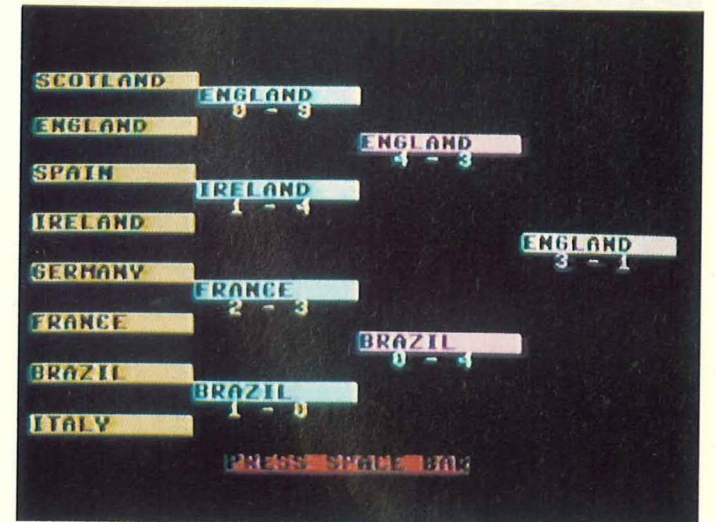 SCOTLAND
ENGLAND
0 - 9
ENGLAND
ENGLAND
4 - 3
SPAIN
IRELAND
1 - 4
IRELAND
ENGLAND
3 - 1
GERMANY
FRANCE
2 - 3
FRANCE
BRAZIL
0 - 4
BRAZIL
BRAZIL
1 - 0
ITALY
PRESS SPACE BAR